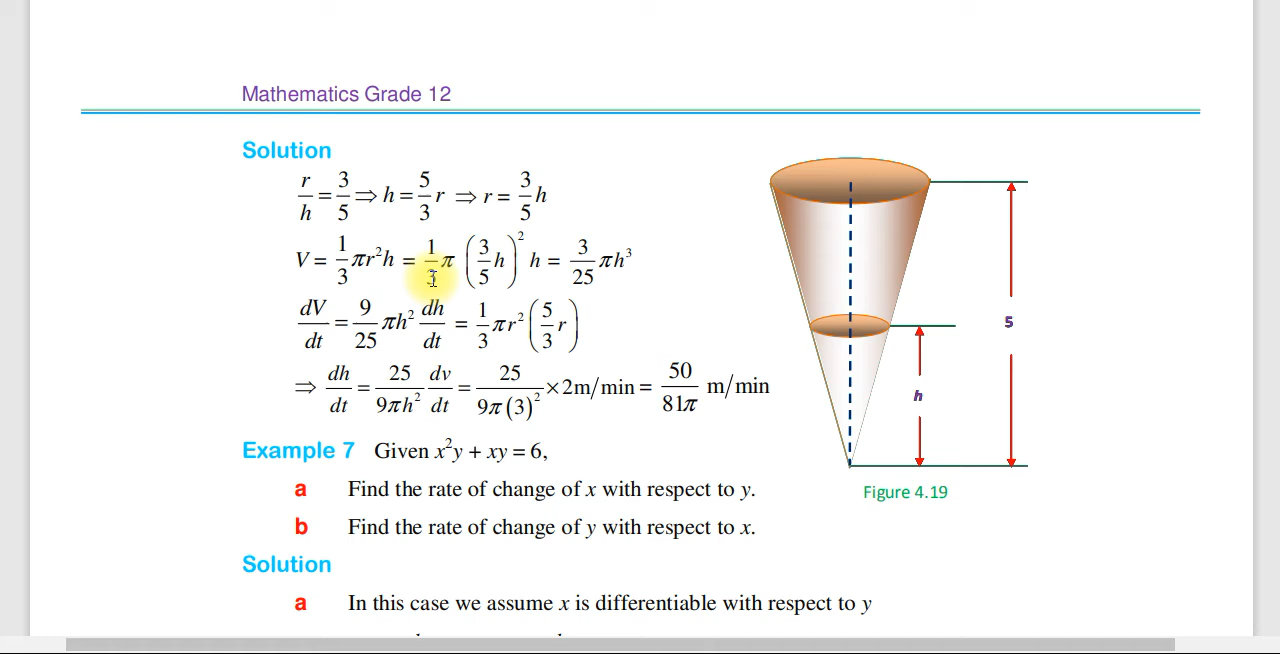 Mathematics Grade 12
Solution
r/h = 3/5 ⇒ h = 5/3 r ⇒ r = 3/5 h
V = 1/3 πr²h = 1/3 π (3/5 h)² h = 3/25 πh³
dV/dt = 9/25 πh² dh/dt = 1/3 πr² (5/3 r)
⇒ dh/dt = 25/9πh² dv/dt = 25/9π(3)² × 2m/min = 50/81π m/min
5
h
Figure 4.19
Example 7 Given x²y + xy = 6,
a Find the rate of change of x with respect to y.
b Find the rate of change of y with respect to x.
Solution
a In this case we assume x is differentiable with respect to y